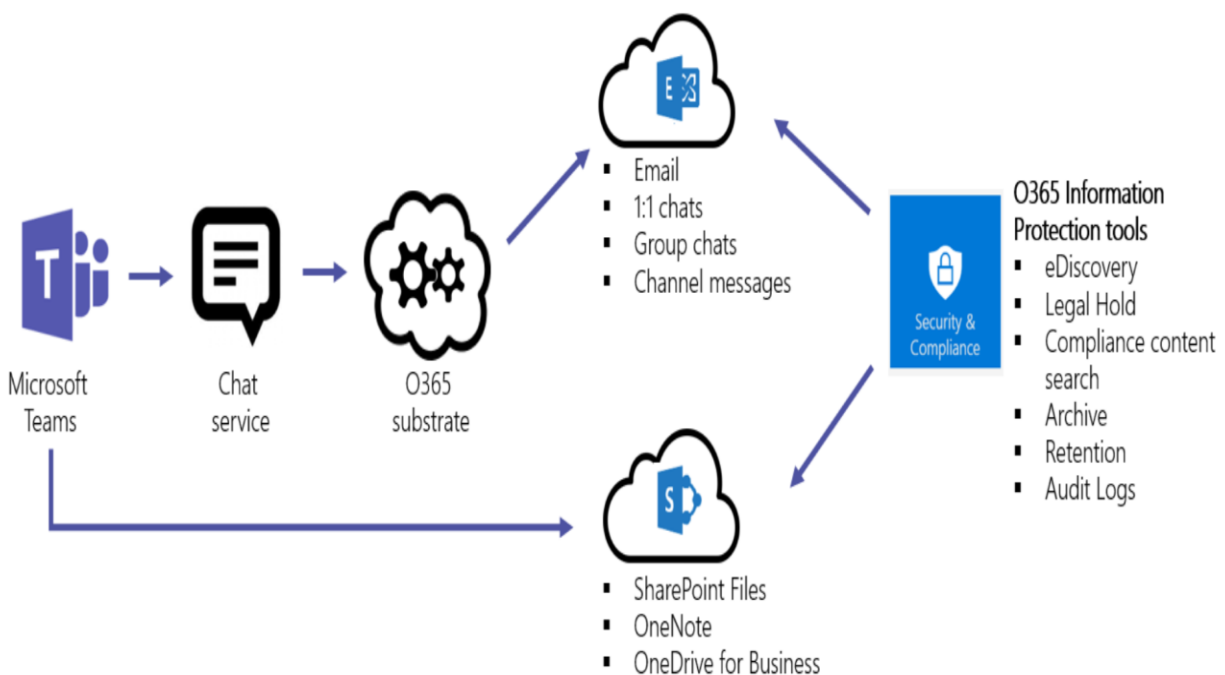 E
▪ Email
▪ 1:1 chats
▪ Group chats
▪ Channel messages
T
Microsoft
Teams
Chat
service
O365
substrate
Security &
Compliance
O365 Information
Protection tools
▪ eDiscovery
▪ Legal Hold
▪ Compliance content
search
▪ Archive
▪ Retention
▪ Audit Logs
S
▪ SharePoint Files
▪ OneNote
▪ OneDrive for Business